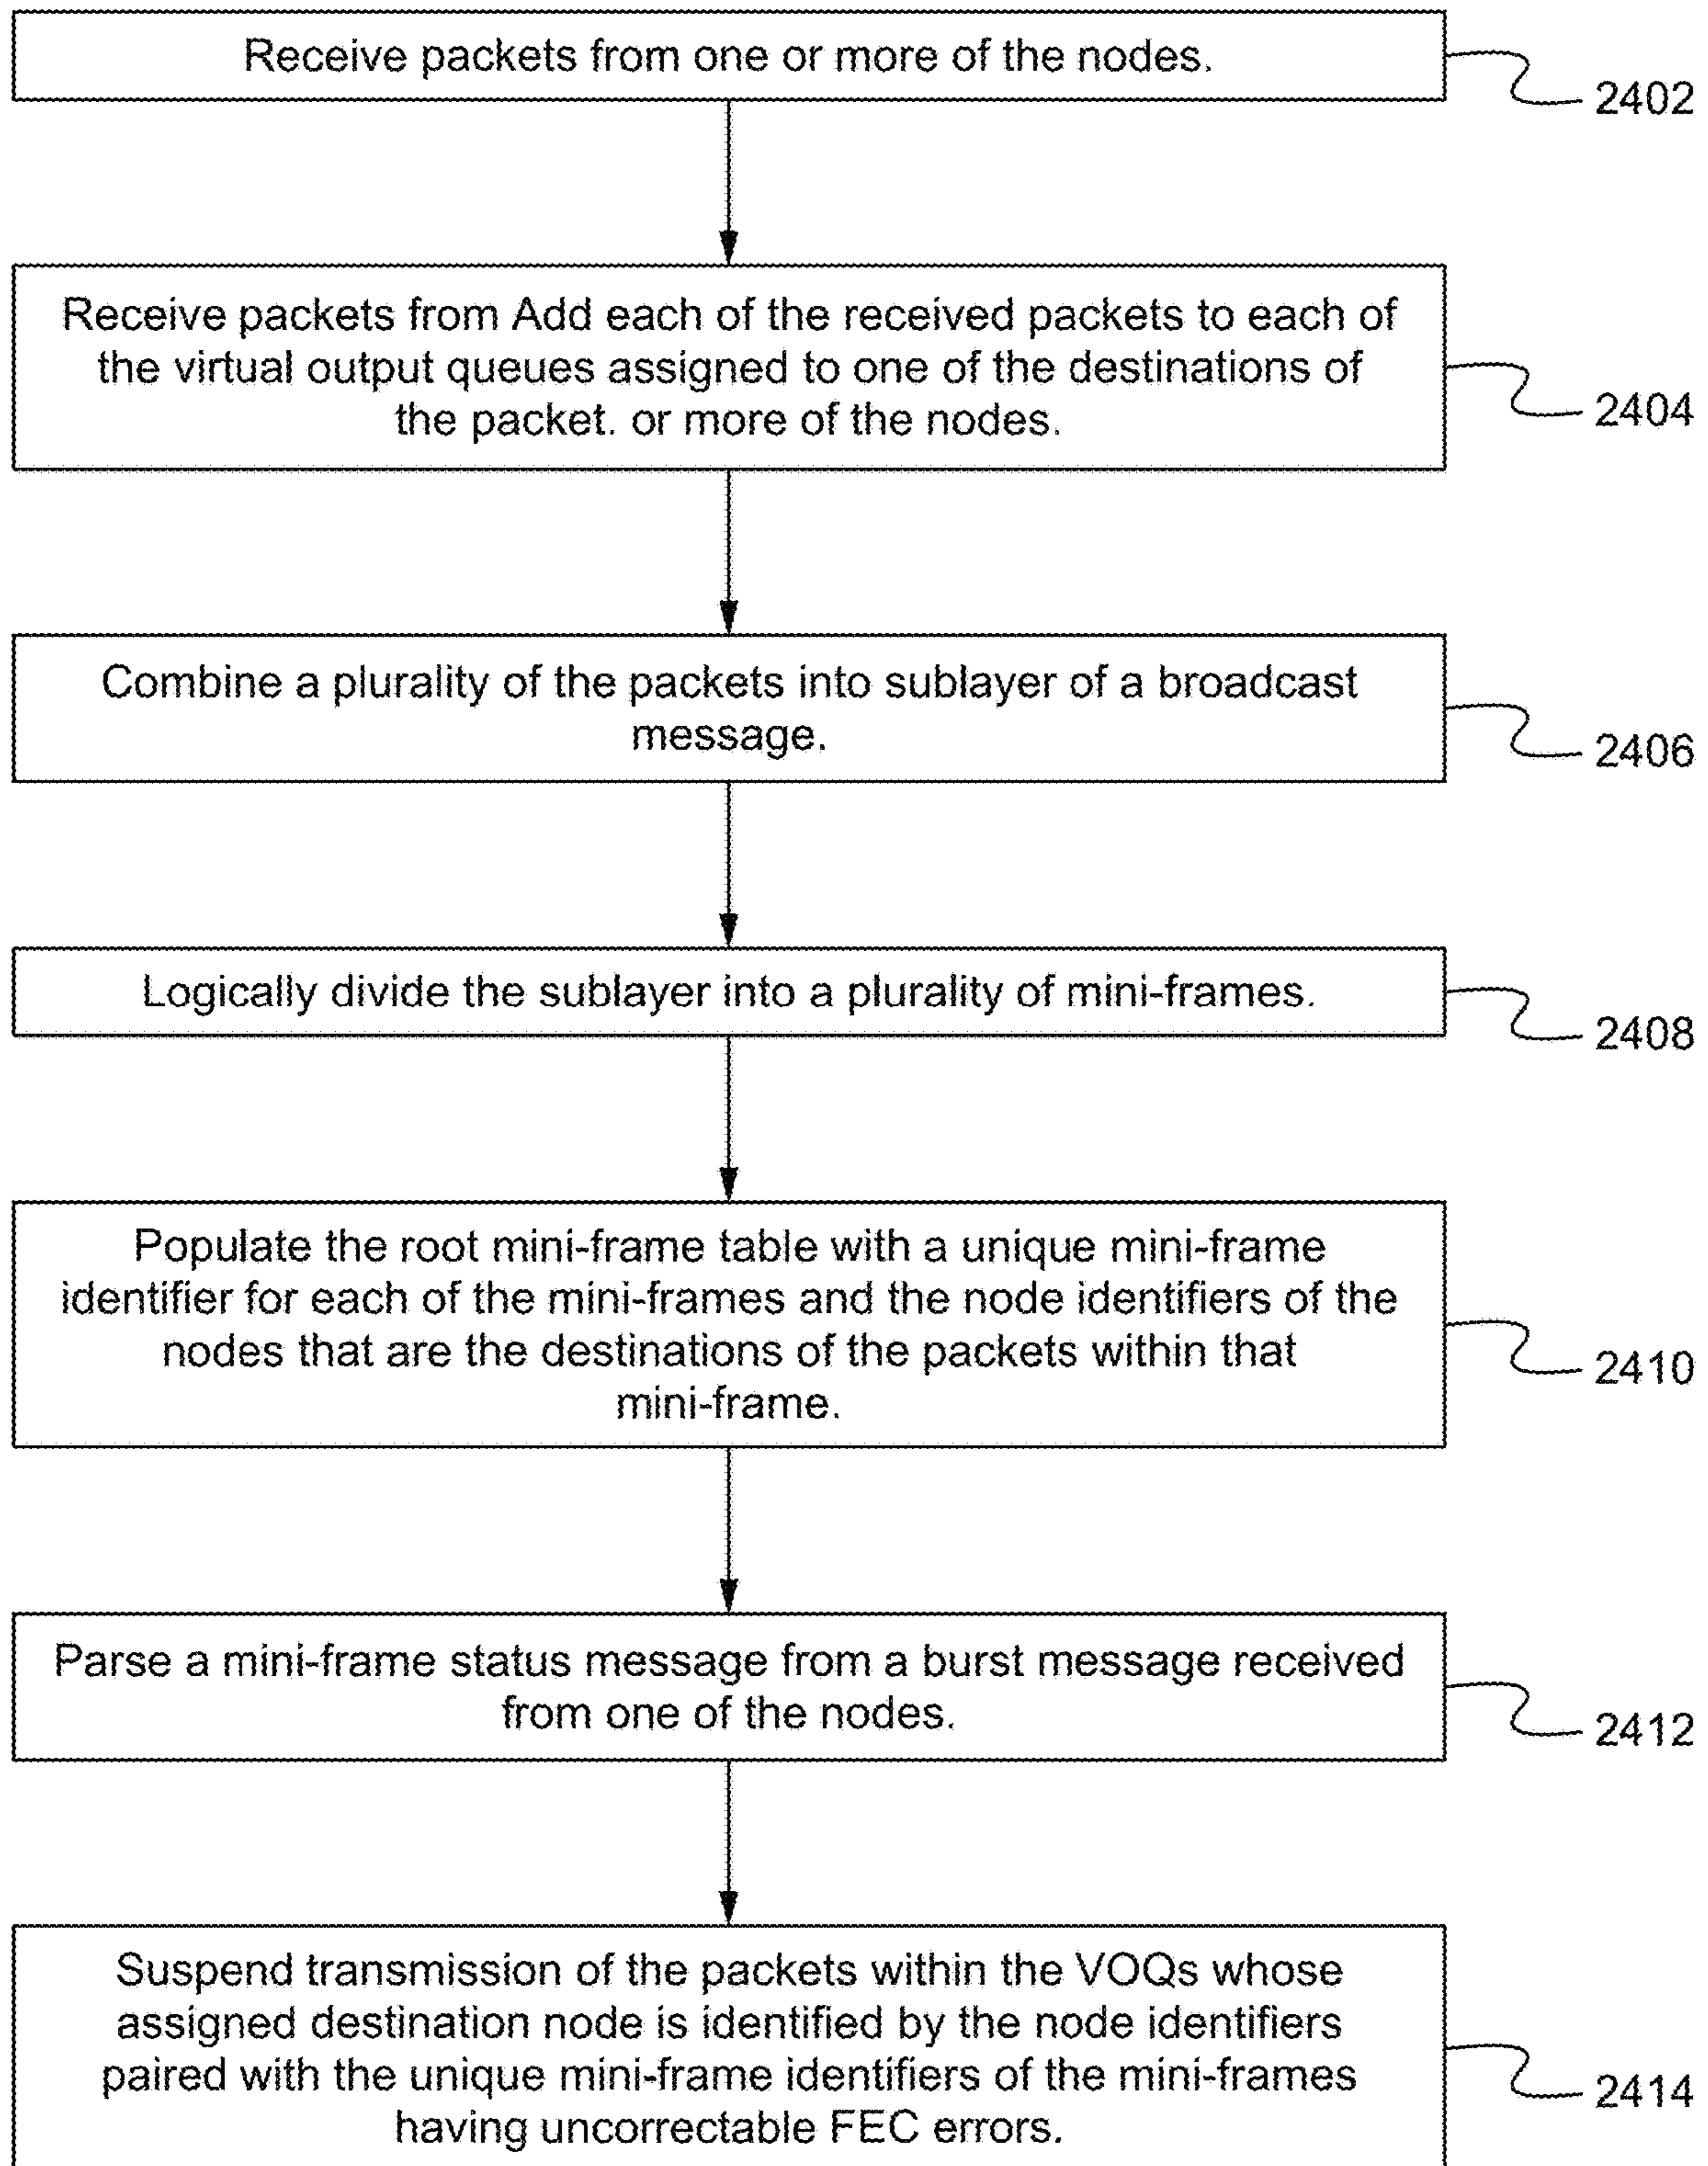 Receive packets from one or more of the nodes.
2402
Receive packets from Add each of the received packets to each of
the virtual output queues assigned to one of the destinations of
the packet. or more of the nodes.
2404
Combine a plurality of the packets into sublayer of a broadcast
message.
2406
Logically divide the sublayer into a plurality of mini-frames.
2408
Populate the root mini-frame table with a unique mini-frame
identifier for each of the mini-frames and the node identifiers of the
nodes that are the destinations of the packets within that
mini-frame.
2410
Parse a mini-frame status message from a burst message received
from one of the nodes.
2412
Suspend transmission of the packets within the VOQs whose
assigned destination node is identified by the node identifiers
paired with the unique mini-frame identifiers of the mini-frames
having uncorrectable FEC errors.
2414